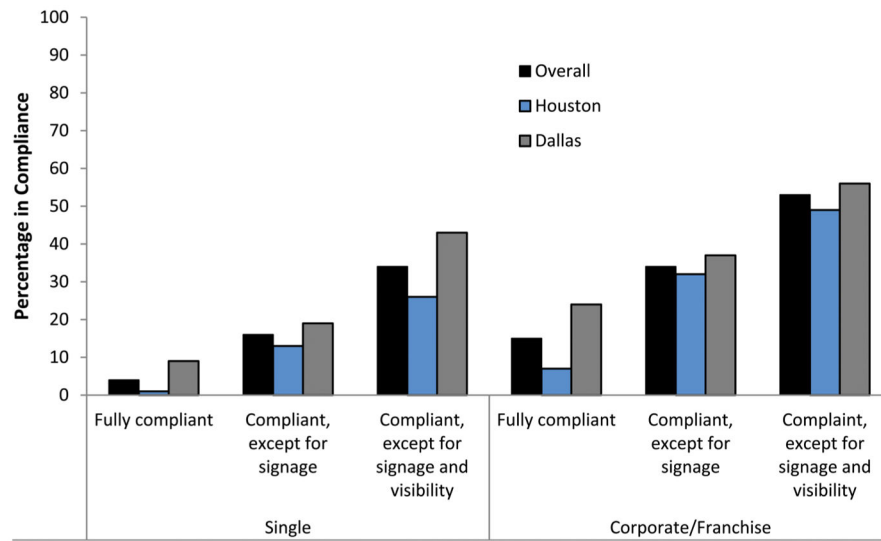 100
90
80
70
60
50
40
30
20
10
0
Percentage in Compliance
Overall
Houston
Dallas
Fully compliant
Compliant,
except for
signage
Compliant,
except for
signage and
visibility
Fully compliant
Compliant,
except for
signage
Complaint,
except for
signage and
visibility
Single
Corporate/Franchise